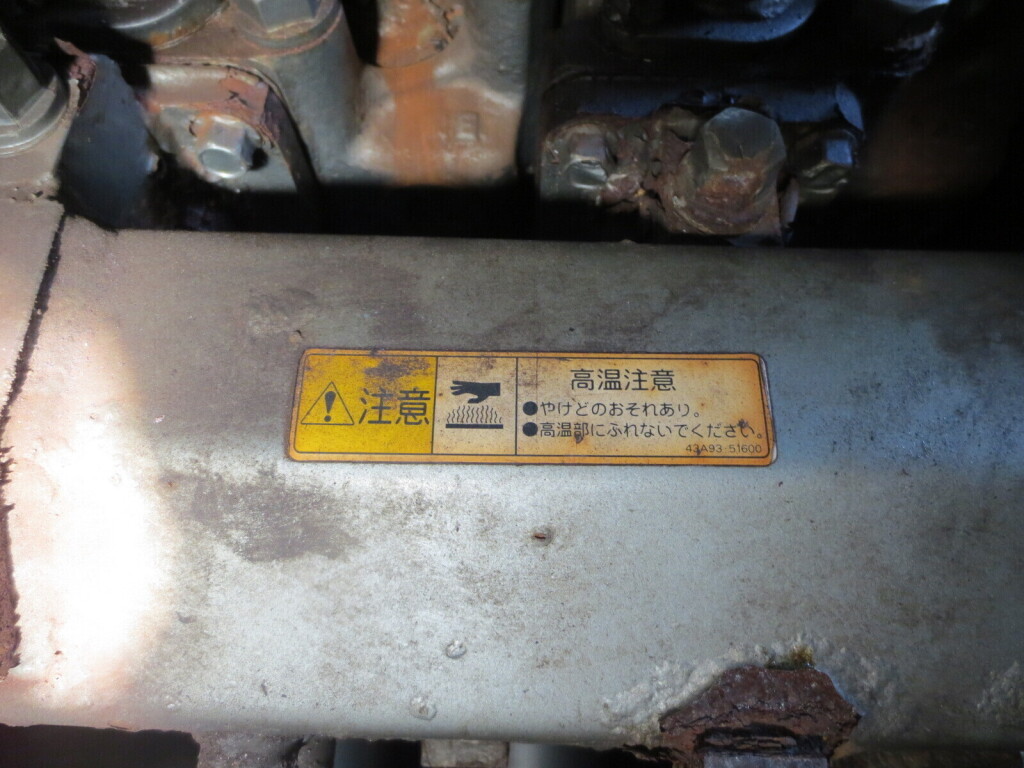 注意
高温注意
●やけどのおそれあり。
●高温部にふれないでください。
43A93-51600